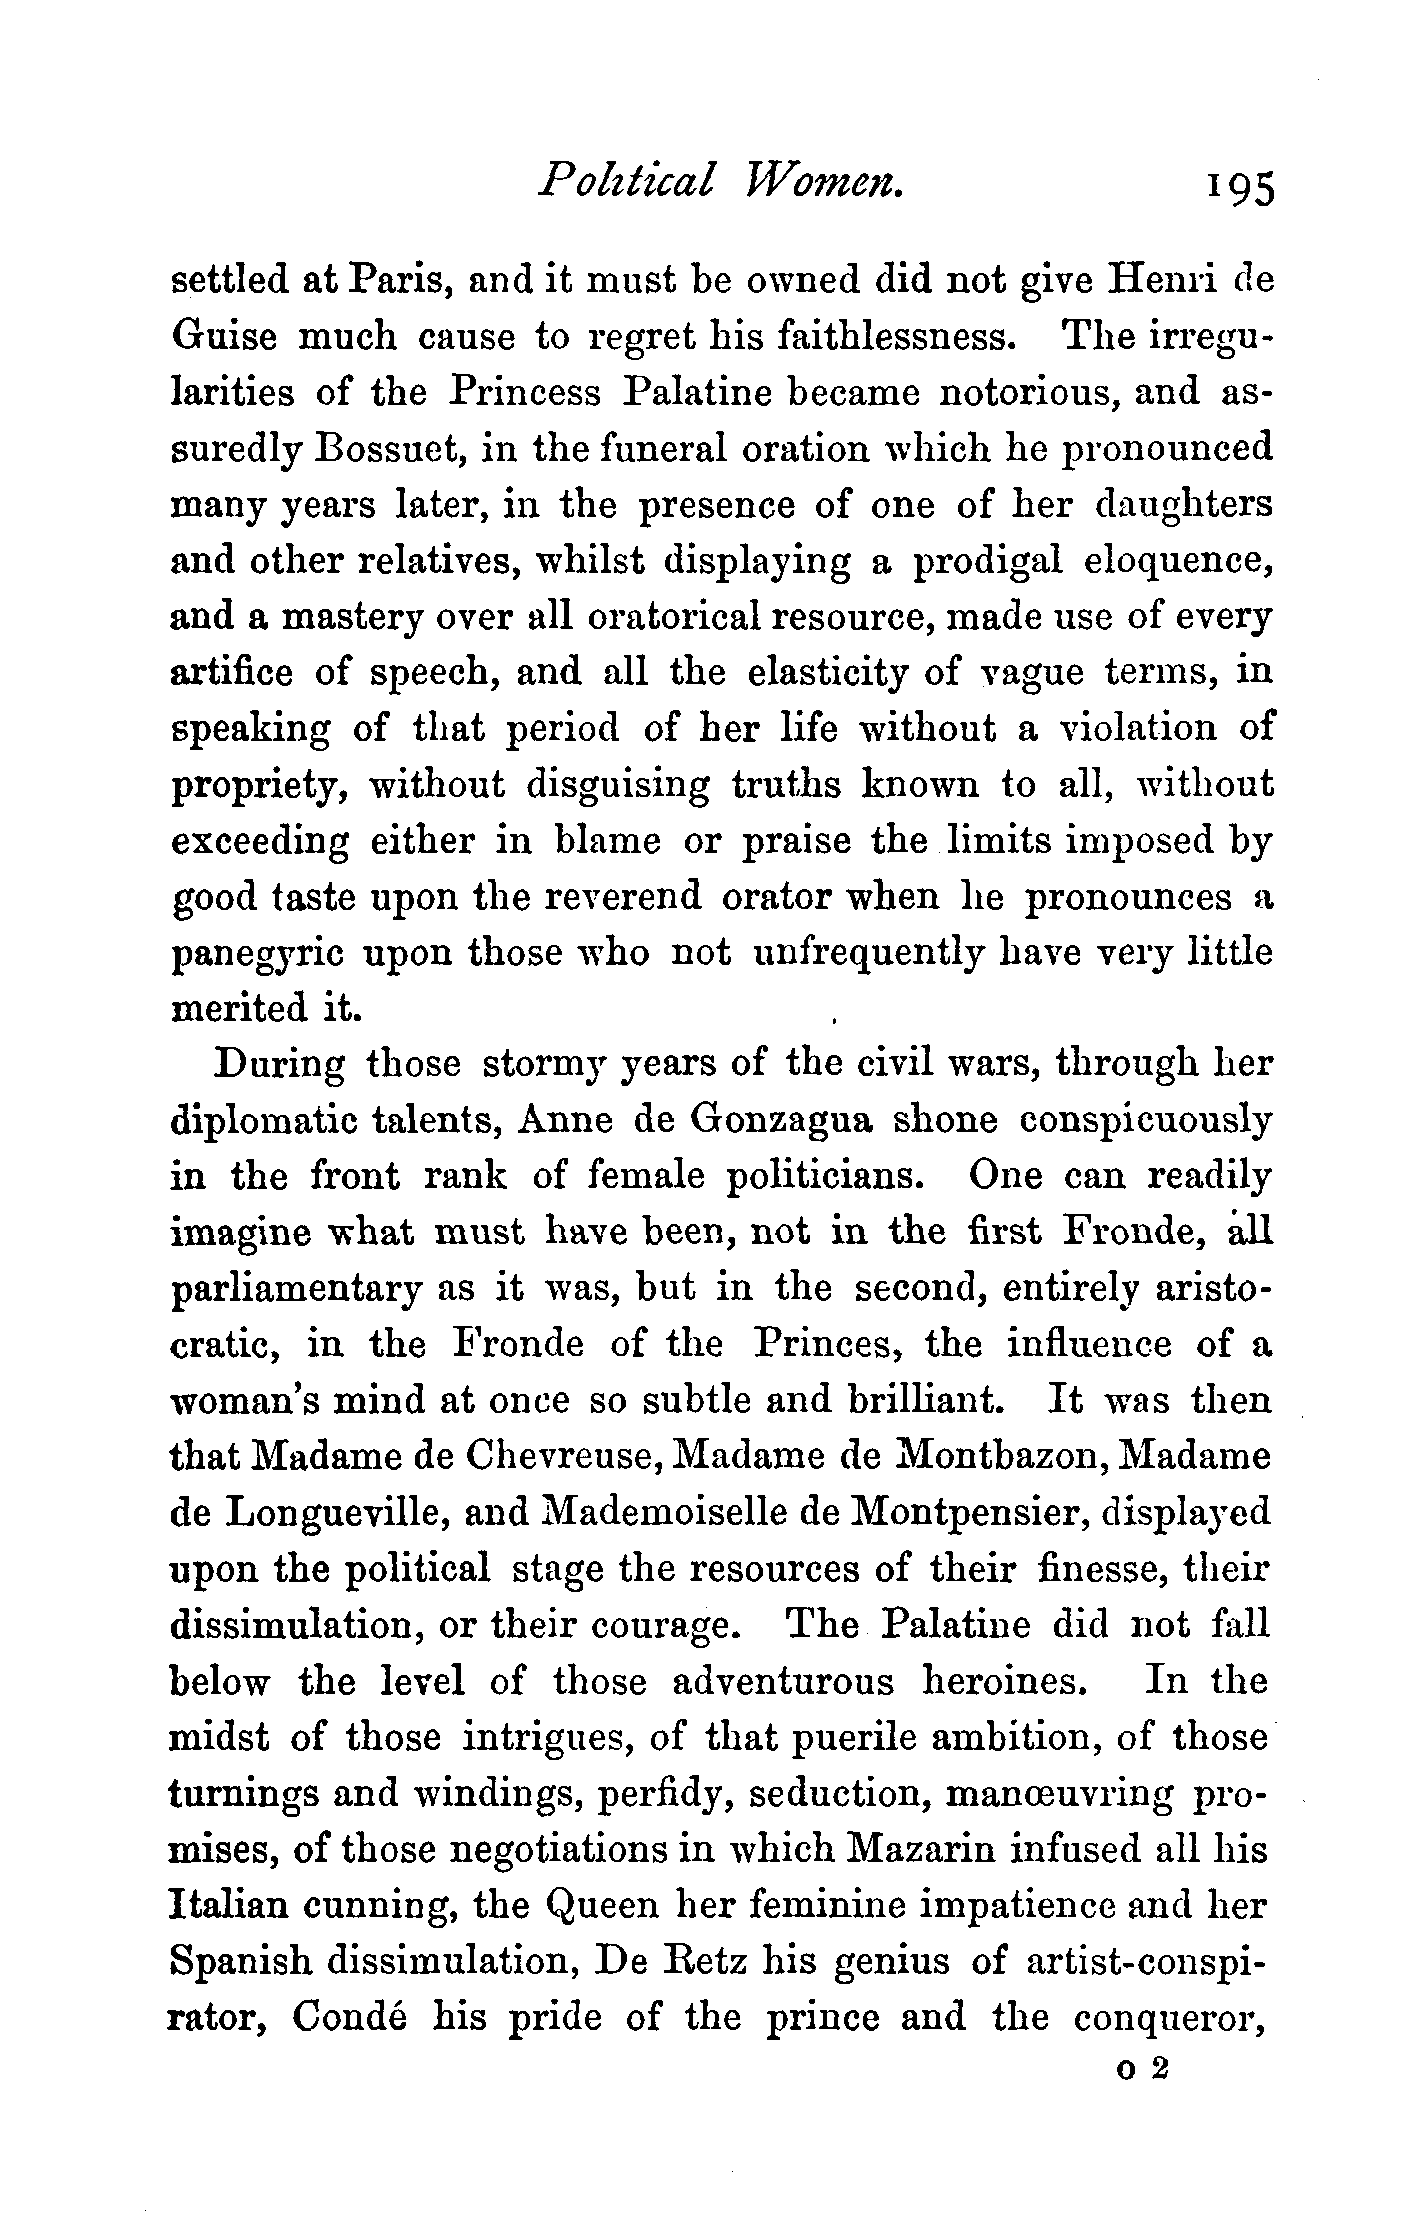 Political Women. 195
settled at Paris, and it must be owned did not give Henri de
Guise much cause to regret his faithlessness. The irregu-
larities of the Princess Palatine became notorious, and as-
suredly Bossuet, in the funeral oration which he pronounced
many years later, in the presence of one of her daughters
and other relatives, whilst displaying a prodigal eloquence,
and a mastery over all oratorical resource, made use of every
artifice of speech, and all the elasticity of vague terms, in
speaking of that period of her life without a violation of
propriety, without disguising truths known to all, without
exceeding either in blame or praise the limits imposed by
good taste upon the reverend orator when he pronounces a
panegyric upon those who not unfrequently have very little
merited it.
During those stormy years of the civil wars, through her
diplomatic talents, Anne de Gonzagua shone conspicuously
in the front rank of female politicians. One can readily
imagine what must have been, not in the first Fronde, all
parliamentary as it was, but in the second, entirely aristo-
cratic, in the Fronde of the Princes, the influence of a
woman's mind at once so subtle and brilliant. It was then
that Madame de Chevreuse, Madame de Montbazon, Madame
de Longueville, and Mademoiselle de Montpensier, displayed
upon the political stage the resources of their finesse, their
dissimulation, or their courage. The Palatine did not fall
below the level of those adventurous heroines. In the
midst of those intrigues, of that puerile ambition, of those
turnings and windings, perfidy, seduction, manœuvring pro-
mises, of those negotiations in which Mazarin infused all his
Italian cunning, the Queen her feminine impatience and her
Spanish dissimulation, De Retz his genius of artist-conspi-
rator, Condé his pride of the prince and the conqueror,
o 2